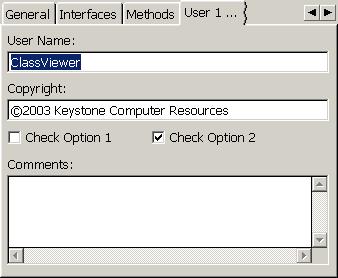 General Interfaces Methods User 1 ...
User Name:
ClassViewer
Copyright:
©2003 Keystone Computer Resources
Check Option 1 Check Option 2
Comments: